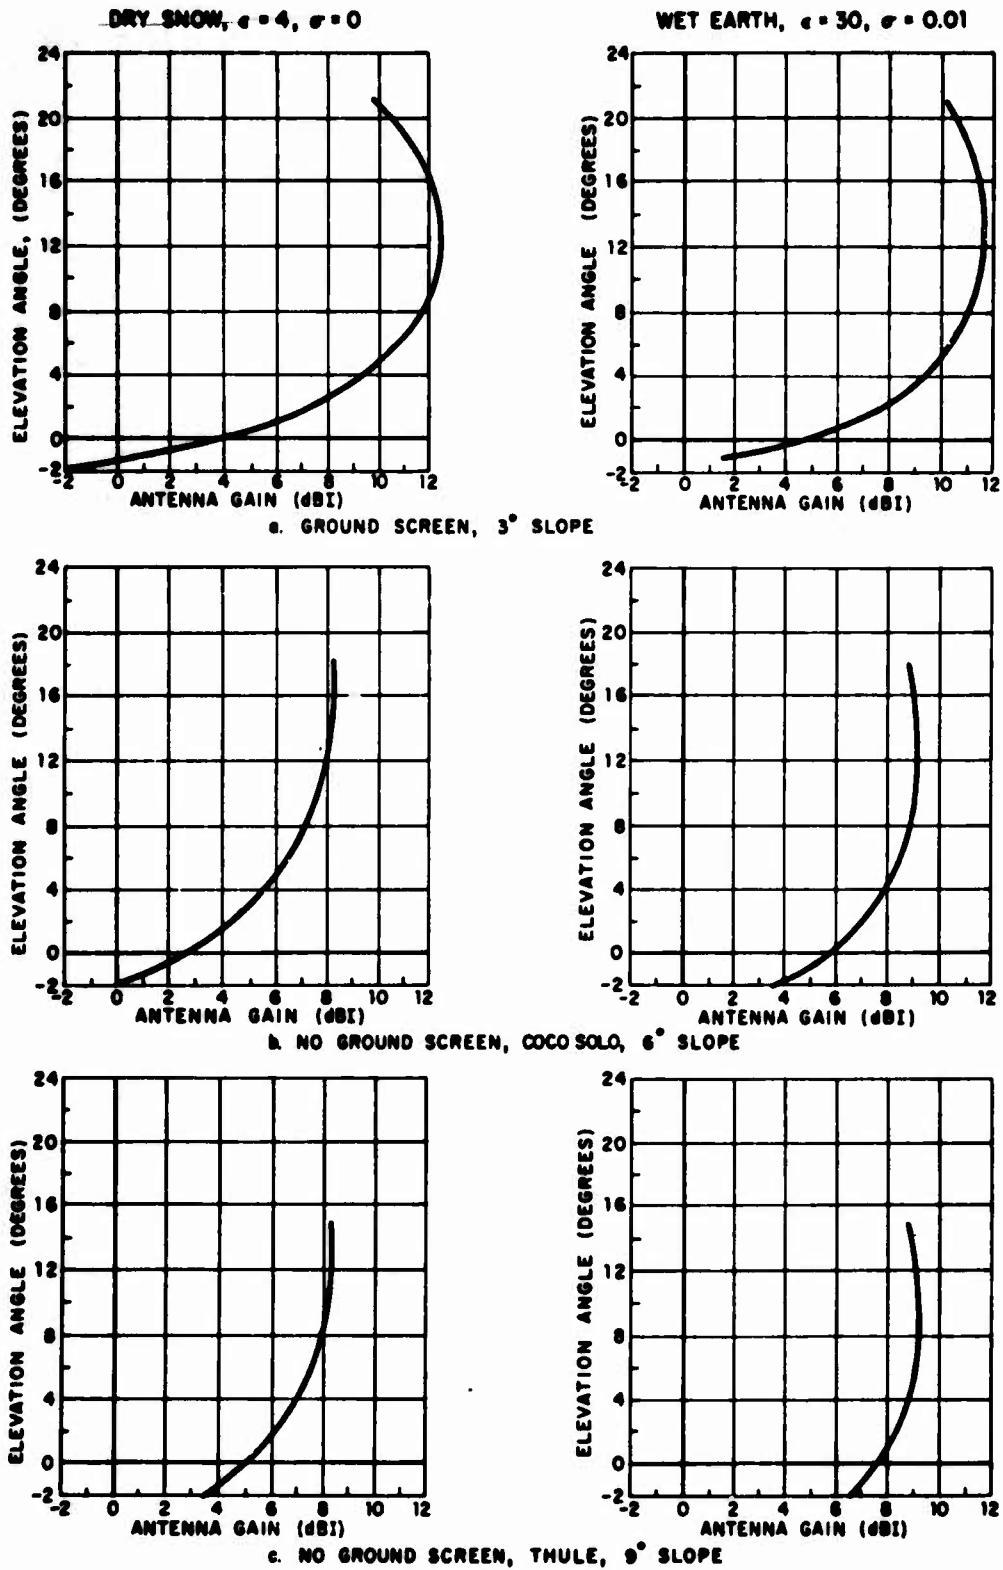 DRY SNOW, ϵ = 4, σ = 0
WET EARTH, ϵ = 30, σ = 0.01
ELEVATION ANGLE, (DEGREES)
24
20
16
12
8
4
0
-2
-2 0 2 4 6 8 10 12
ANTENNA GAIN (dBI)
ELEVATION ANGLE (DEGREES)
24
20
16
12
8
4
0
-2
-2 0 2 4 6 8 10 12
ANTENNA GAIN (dBI)
a. GROUND SCREEN, 3° SLOPE
ELEVATION ANGLE (DEGREES)
24
20
16
12
8
4
0
-2
-2 0 2 4 6 8 10 12
ANTENNA GAIN (dBI)
ELEVATION ANGLE (DEGREES)
24
20
16
12
8
4
0
-2
-2 0 2 4 6 8 10 12
ANTENNA GAIN (dBI)
b. NO GROUND SCREEN, COCO SOLO, 6° SLOPE
ELEVATION ANGLE (DEGREES)
24
20
16
12
8
4
0
-2
-2 0 2 4 6 8 10 12
ANTENNA GAIN (dBI)
ELEVATION ANGLE (DEGREES)
24
20
16
12
8
4
0
-2
-2 0 2 4 6 8 10 12
ANTENNA GAIN (dBI)
c. NO GROUND SCREEN, THULE, 9° SLOPE